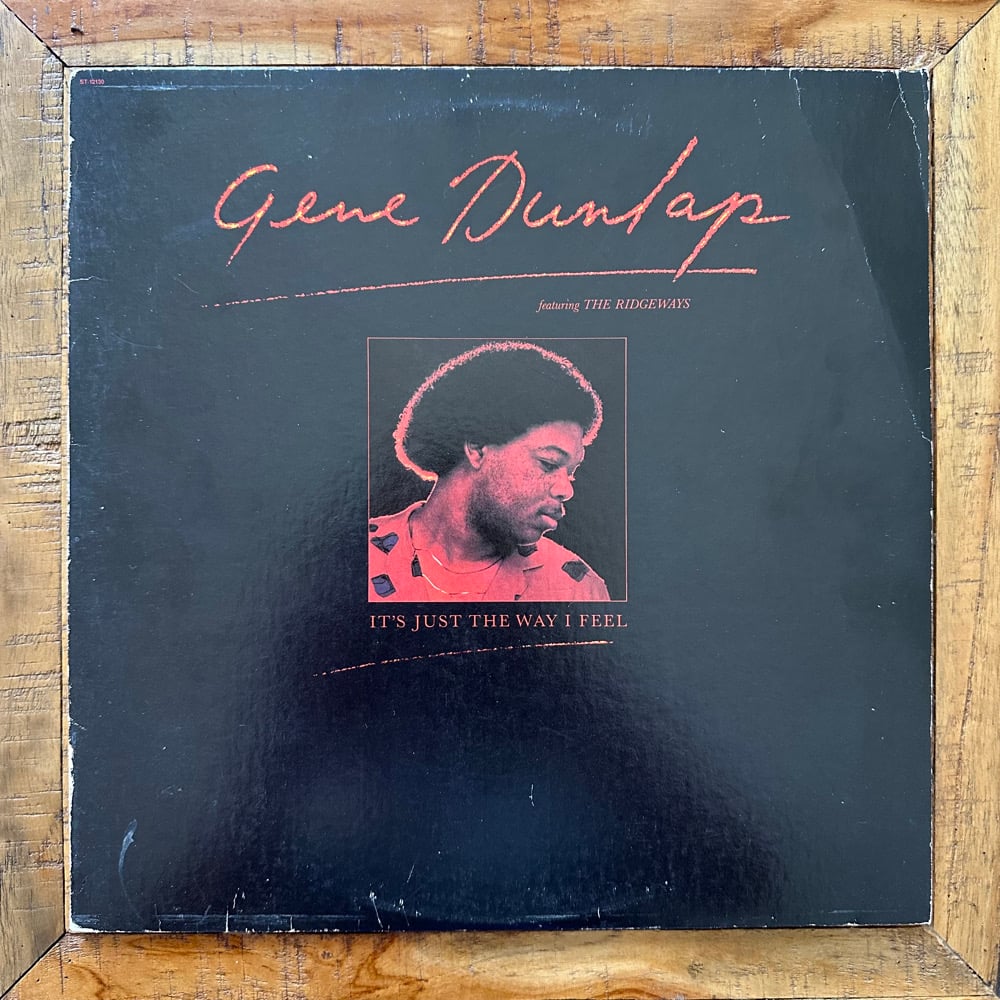 ST-12130
Gene Dunlap
featuring THE RIDGEWAYS
IT'S JUST THE WAY I FEEL